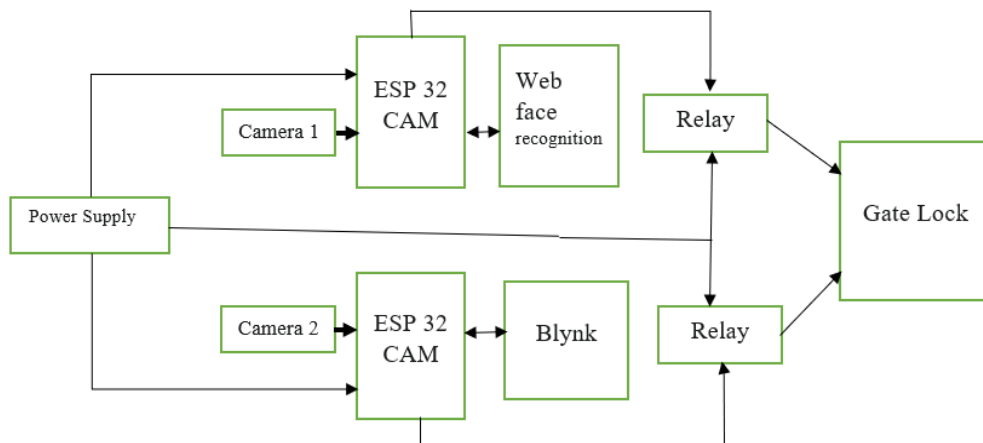 ESP 32
CAM
Web
face
recognition
Relay
Camera 1
Gate Lock
Power Supply
Camera 2
ESP 32
CAM
Blynk
Relay